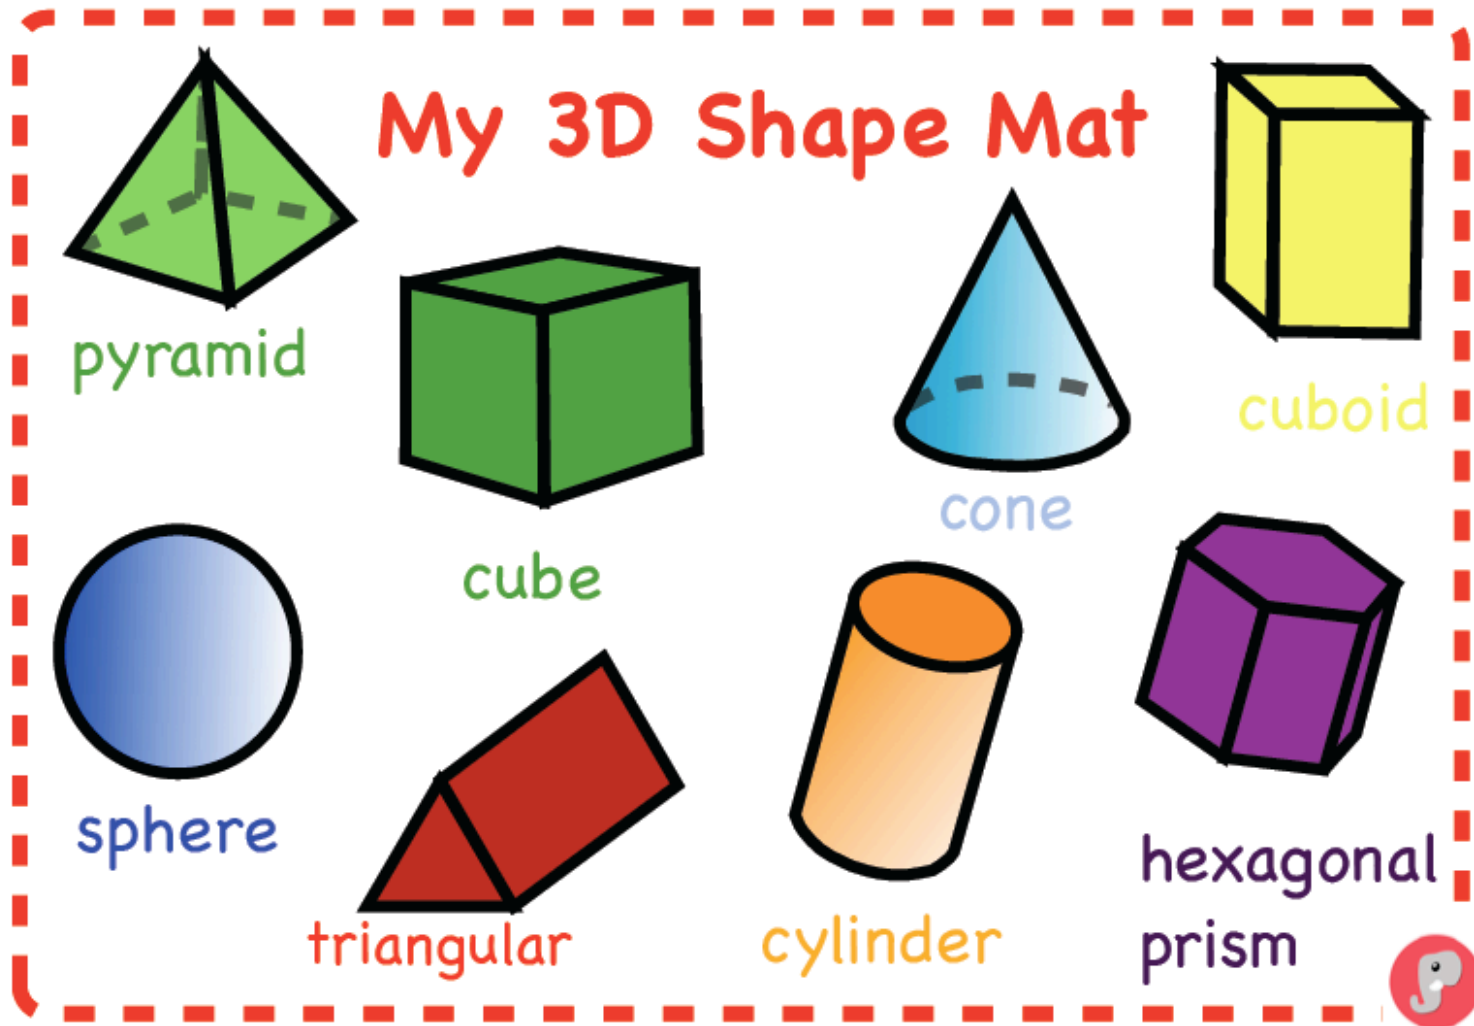 My 3D Shape Mat
pyramid
cuboid
cone
cube
sphere
triangular
cylinder
hexagonal
prism